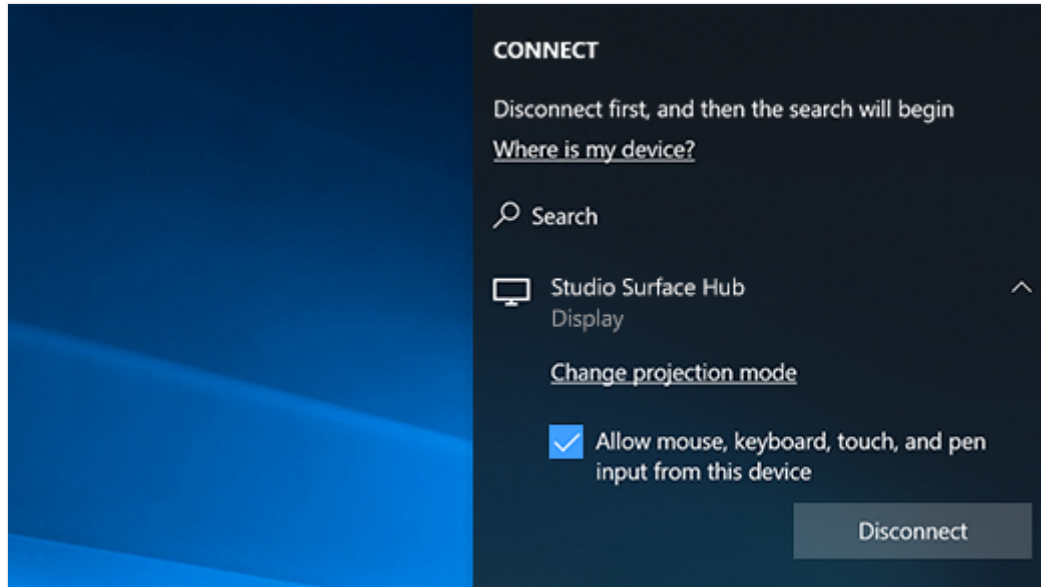 CONNECT
Disconnect first, and then the search will begin
Where is my device?
Search
Studio Surface Hub
Display
Change projection mode
Allow mouse, keyboard, touch, and pen
input from this device
Disconnect